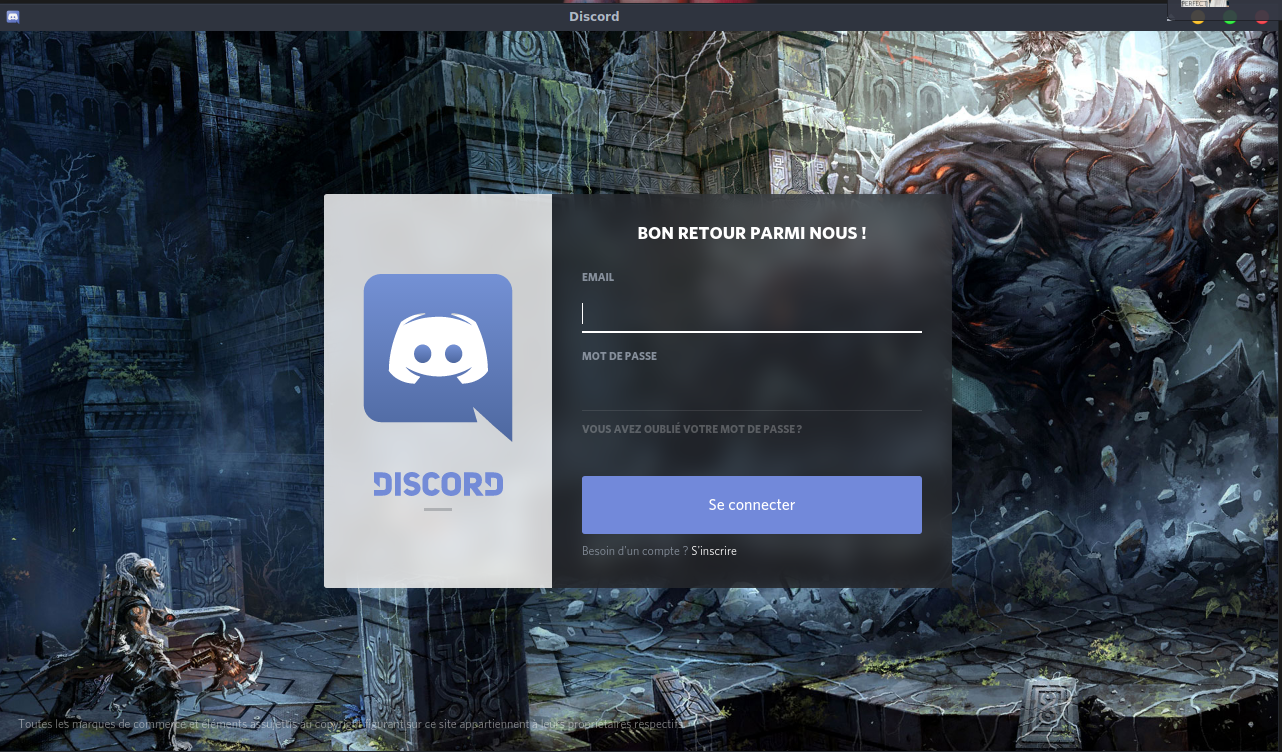 Discord
PERFECT
BON RETOUR PARMI NOUS !
EMAIL
MOT DE PASSE
VOUS AVEZ OUBLIÉ VOTRE MOT DE PASSE ?
DISCORD
Se connecter
Besoin d'un compte ? S'inscrire
Toutes les marques de commerce et éléments assujettis au copyright figurant sur ce site appartiennent à leurs propriétaires respectifs.